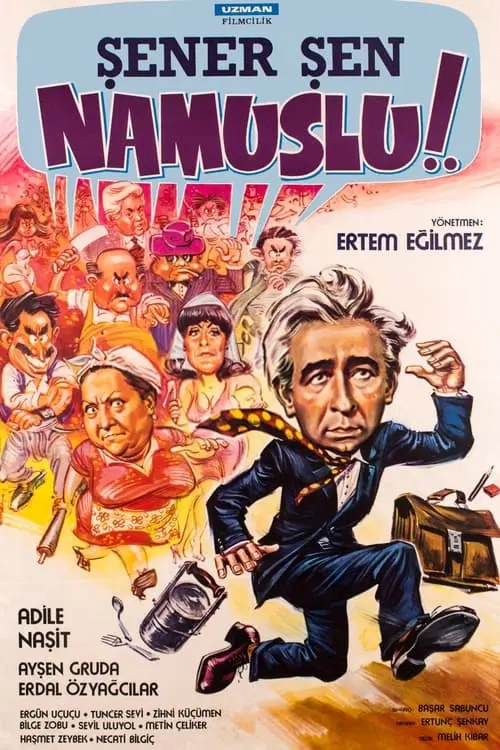 UZMAN
FİLMCİLİK
ŞENER ŞEN
NAMUSLU!..
YÖNETMEN:
ERTEM EĞİLMEZ
ADİLE
NAŞİT
AYŞEN GRUDA
ERDAL ÖZYAĞCILAR
ERGÜN UÇUCU • TUNCER SEVİ • ZİHNİ KÜÇÜMEN
BİLGE ZOBU • SEVİL ULUYOL • METİN ÇELİKER
HAŞMET ZEYBEK • NECATİ BİLGİÇ
SENARYO: BAŞAR SABUNCU
ERTUNÇ ŞENKAY
MÜZİK: MELİH KİBAR